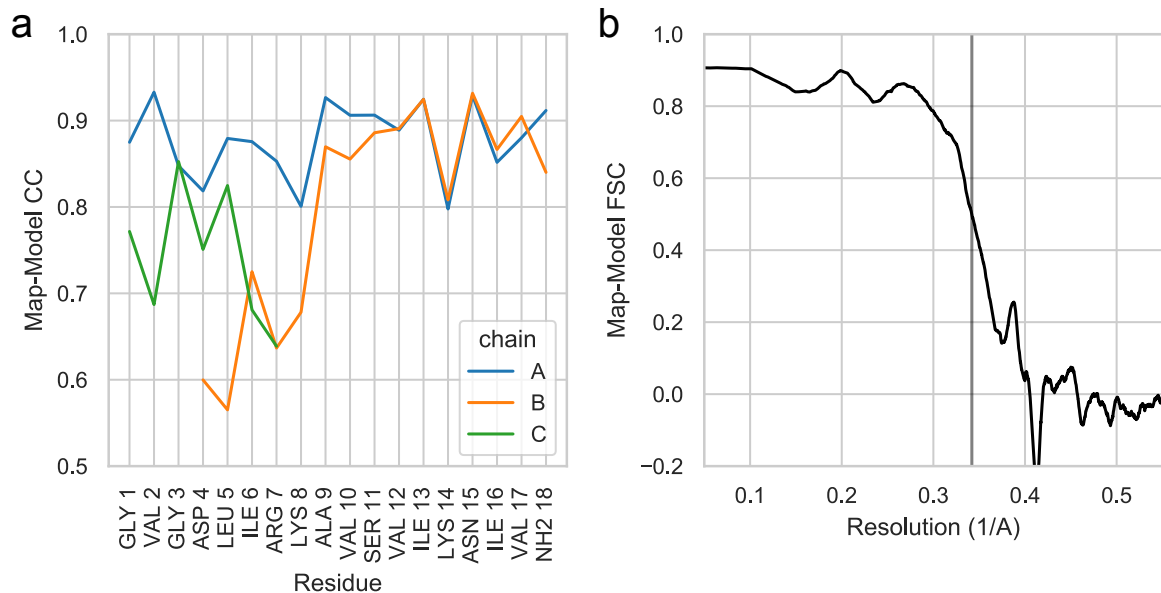 a
1.0
0.9
0.8
0.7
0.6
0.5
Map-Model CC
chain
A
B
C
GLY 1
VAL 2
GLY 3
ASP 4
LEU 5
ILE 6
ARG 7
LYS 8
ALA 9
VAL 10
SER 11
VAL 12
ILE 13
LYS 14
ASN 15
ILE 16
VAL 17
NH2 18
Residue
b
1.0
0.8
0.6
0.4
0.2
0.0
−0.2
Map-Model FSC
0.1 0.2 0.3 0.4 0.5
Resolution (1/A)